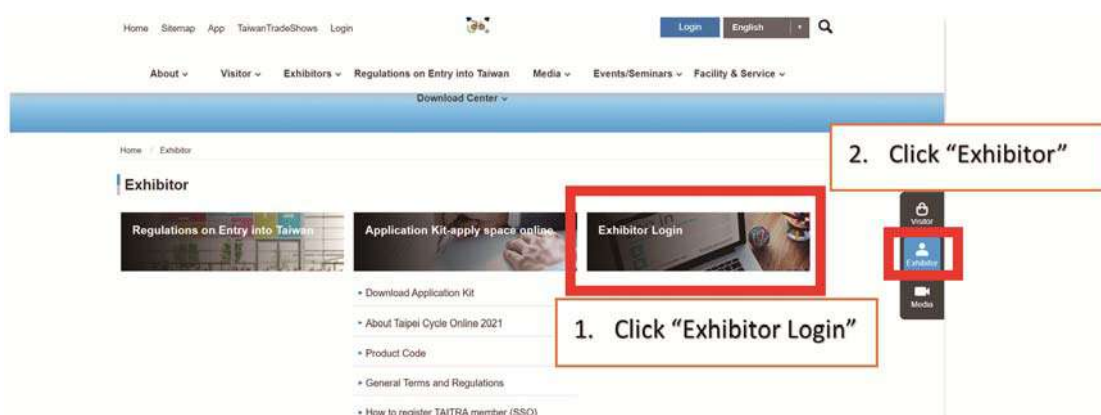 Home Sitemap App TaiwanTradeShows Login
Login English
About Visitor Exhibitors Regulations on Entry into Taiwan Media Events/Seminars Facility & Service
Download Center
Home / Exhibitor
2. Click “Exhibitor”
Exhibitor
Regulations on Entry into Taiwan
Application Kit-apply space online
Exhibitor Login
Visitor
Exhibitor
Media
• Download Application Kit
• About Taipei Cycle Online 2021
1. Click “Exhibitor Login”
• Product Code
• General Terms and Regulations
• How to register TAITRA member (SSO)